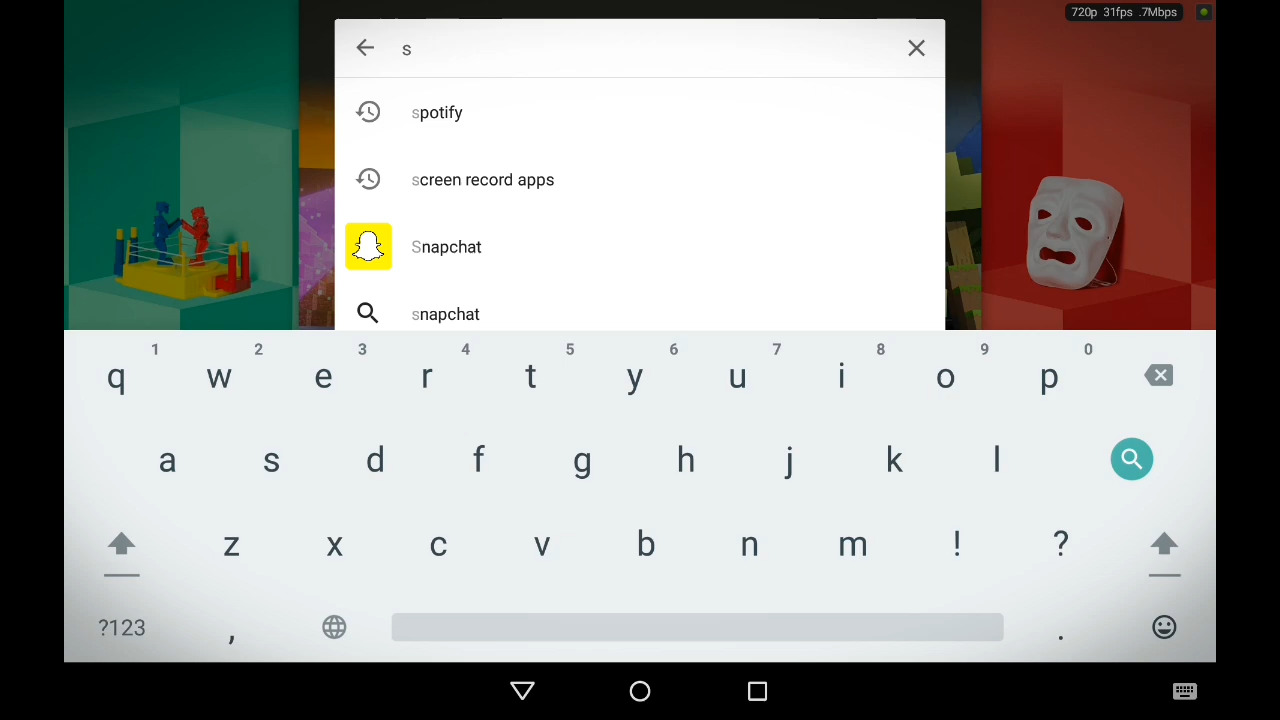 720p 31fps .7Mbps
s
spotify
screen record apps
Snapchat
snapchat
1 2 3 4 5 6 7 8 9 0
q w e r t y u i o p
a s d f g h j k l
z x c v b n m ! ?
?123 , .